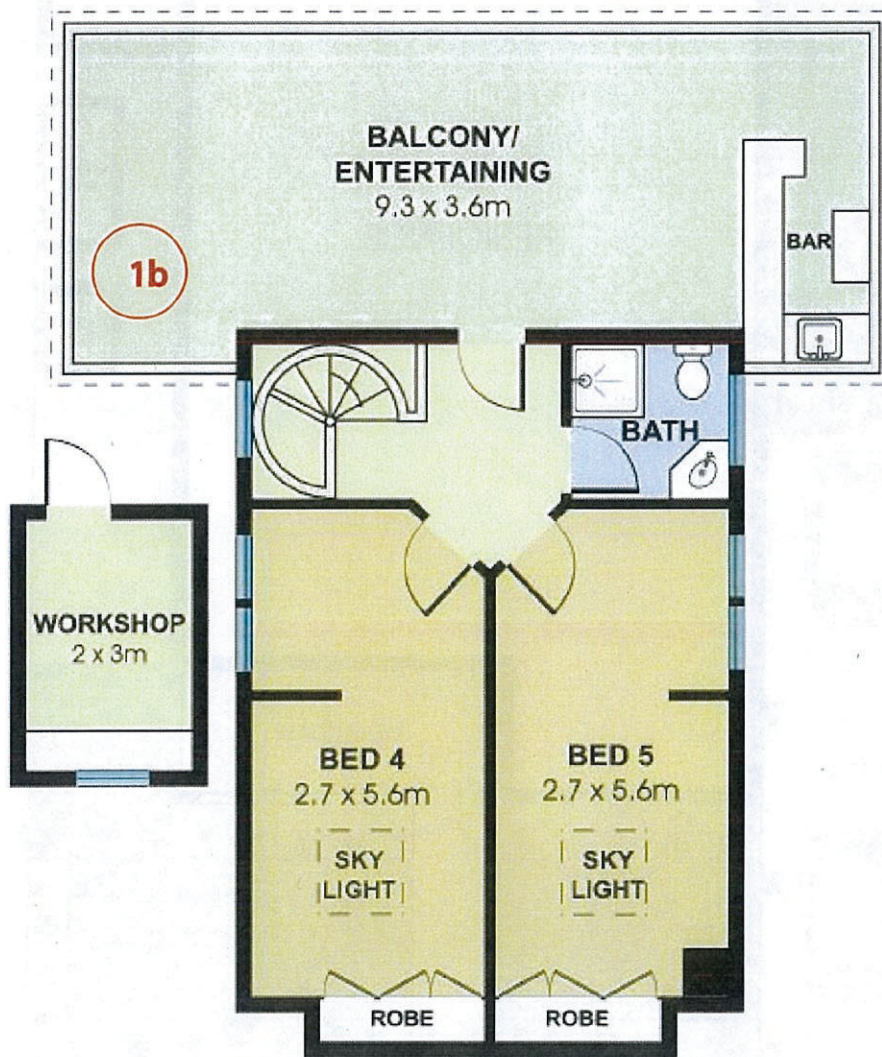 BALCONY/
ENTERTAINING
9.3 x 3.6m
1b
BAR
BATH
WORKSHOP
2 x 3m
BED 4
2.7 x 5.6m
BED 5
2.7 x 5.6m
SKY
LIGHT
SKY
LIGHT
ROBE
ROBE